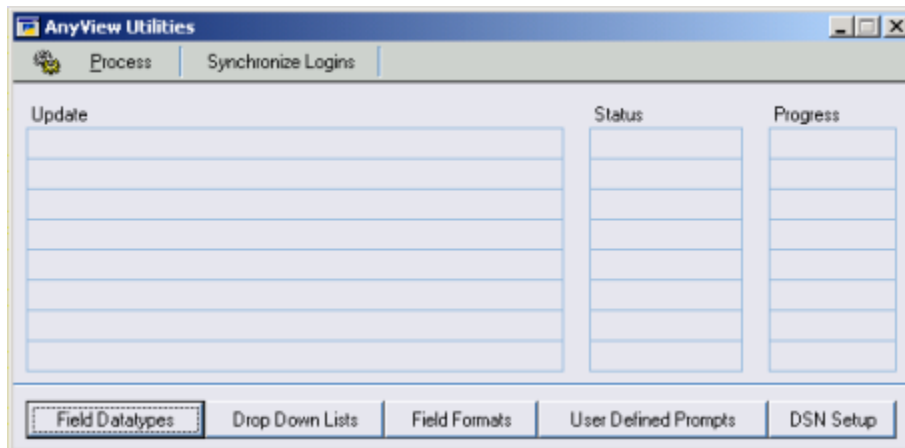 AnyView Utilities
Process Synchronize Logins
Update Status Progress
Field Datatypes Drop Down Lists Field Formats User Defined Prompts DSN Setup